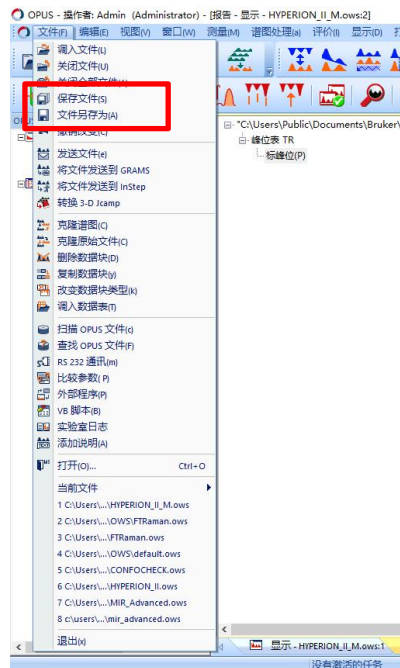 OPUS - 操作者: Admin (Administrator) - [报告 - 显示 - HYPERION_II_M.ows:2]
文件(F) 编辑(E) 视图(V) 窗口(W) 测量(M) 谱图处理(a) 评价(I) 显示(D)
调入文件(L)
关闭文件(U)
保存文件(S)
文件另存为(A)
撤销改变(C)
发送文件(e)
将文件发送到 GRAMS
将文件发送到 InStep
转换 3-D Jcamp
克隆谱图(C)
克隆原始文件(C)
删除数据块(D)
复制数据块(y)
改变数据块类型(k)
调入数据表(T)
扫描 OPUS 文件(c)
查找 OPUS 文件(F)
RS 232 通讯(m)
比较参数( P)
外部程序(P)
VB 脚本(B)
实验室日志
添加说明(A)
打开(O)... Ctrl+O
当前文件
1 C:\Users\...\HYPERION_II_M.ows
2 C:\Users\...\OWS\FTRaman.ows
3 C:\Users\...\FTRaman.ows
4 C:\Users\...\OWS\default.ows
5 C:\Users\...\CONFOCHECK.ows
6 C:\Users\...\HYPERION_II.ows
7 C:\Users\...\MIR_Advanced.ows
8 c:\users\...\mir_advanced.ows
退出(x)
"C:\Users\Public\Documents\Bruker\
峰位表 TR
标峰位(P)
显示 - HYPERION_II_M.ows:1
没有激活的任务